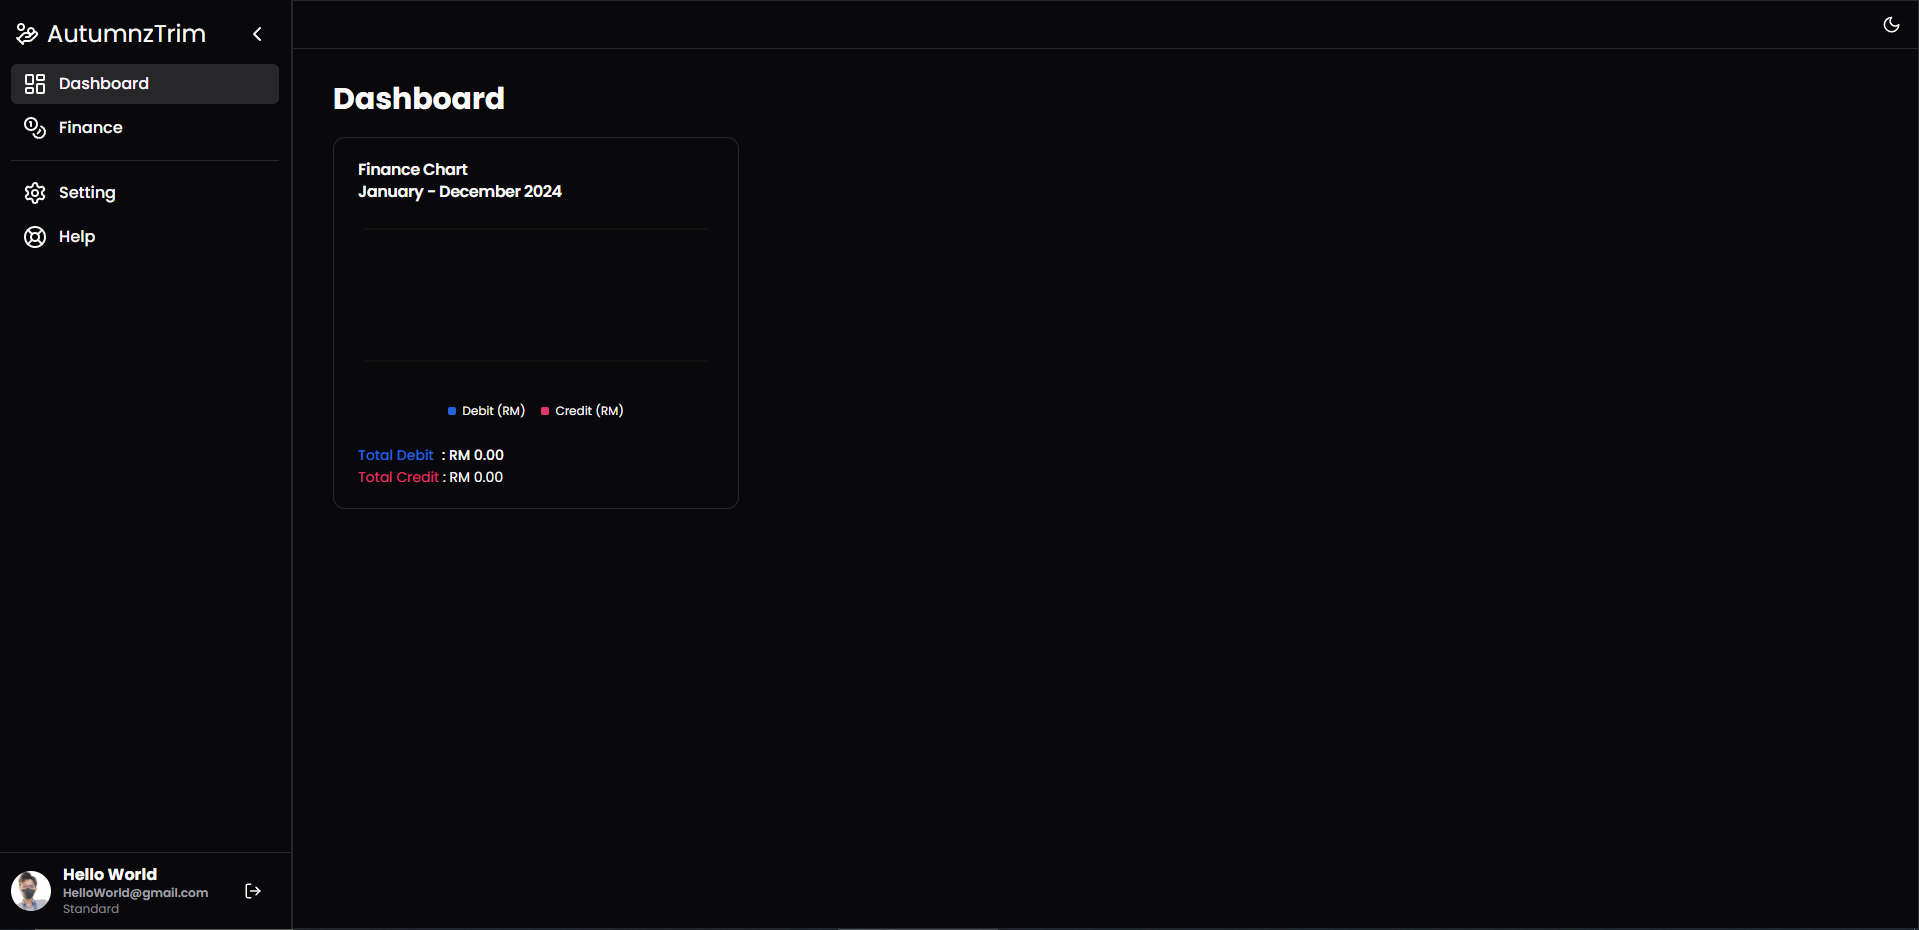 AutumnzTrim
Dashboard
Finance
Setting
Help
Hello World
HelloWorld@gmail.com
Standard
Dashboard
Finance Chart
January - December 2024
Debit (RM) Credit (RM)
Total Debit : RM 0.00
Total Credit : RM 0.00